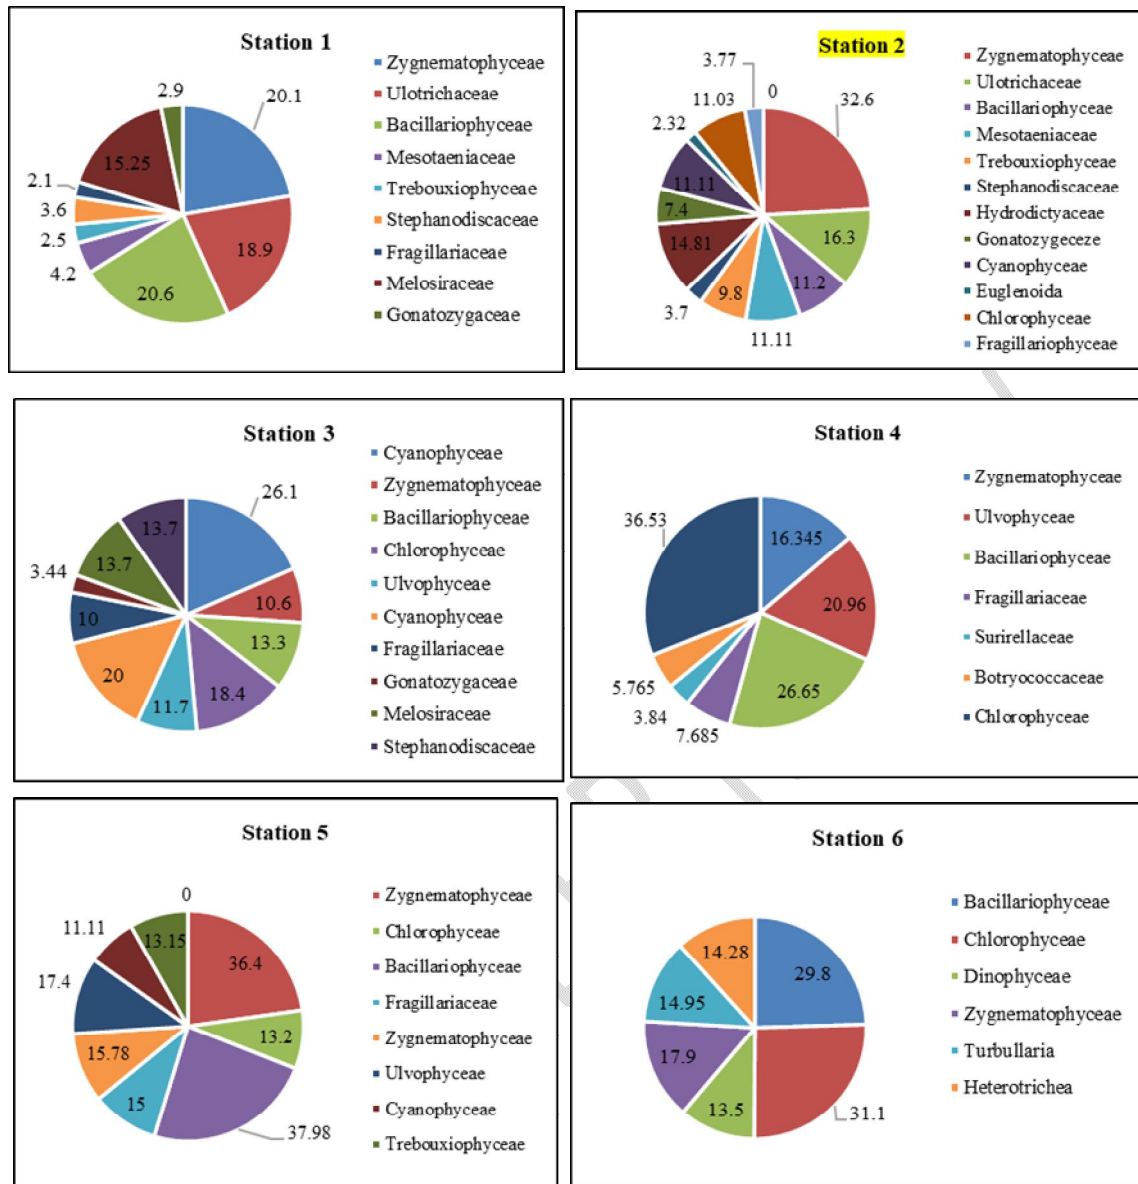 Station 1
Zygnematophyceae
Ulotrichaceae
Bacillariophyceae
Mesotaeniaceae
Trebouxiophyceae
Stephanodiscaceae
Fragillariaceae
Melosiraceae
Gonatozygaceae
20.1
18.9
20.6
4.2
2.5
3.6
2.1
15.25
2.9
Station 2
Zygnematophyceae
Ulotrichaceae
Bacillariophyceae
Mesotaeniaceae
Trebouxiophyceae
Stephanodiscaceae
Hydrodictyaceae
Gonatozygeceze
Cyanophyceae
Euglenoida
Chlorophyceae
Fragillariophyceae
0
32.6
16.3
11.2
11.11
9.8
3.7
14.81
7.4
11.11
2.32
11.03
3.77
Station 3
Cyanophyceae
Zygnematophyceae
Bacillariophyceae
Chlorophyceae
Ulvophyceae
Cyanophyceae
Fragillariaceae
Gonatozygaceae
Melosiraceae
Stephanodiscaceae
26.1
10.6
13.3
18.4
11.7
20
10
3.44
13.7
13.7
Station 4
Zygnematophyceae
Ulvophyceae
Bacillariophyceae
Fragillariaceae
Surirellaceae
Botryococcaceae
Chlorophyceae
16.345
20.96
26.65
7.685
3.84
5.765
36.53
Station 5
Zygnematophyceae
Chlorophyceae
Bacillariophyceae
Fragillariaceae
Zygnematophyceae
Ulvophyceae
Cyanophyceae
Trebouxiophyceae
0
36.4
13.2
37.98
15
15.78
17.4
11.11
13.15
Station 6
Bacillariophyceae
Chlorophyceae
Dinophyceae
Zygnematophyceae
Turbullaria
Heterotrichea
29.8
31.1
13.5
17.9
14.95
14.28